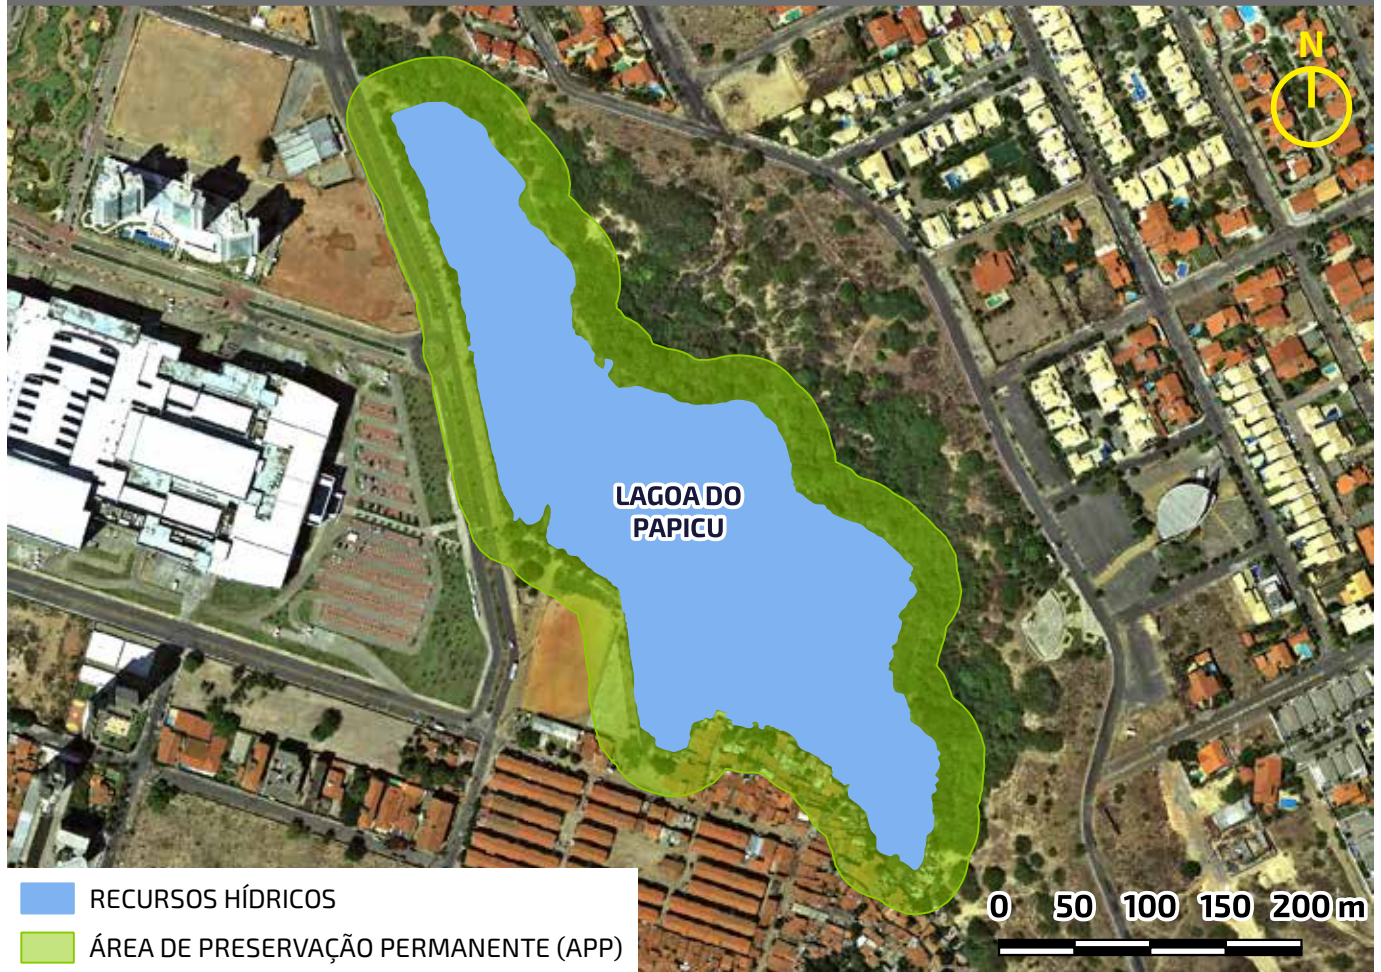 N
LAGOA DO
PAPICU
0 50 100 150 200 m
RECURSOS HÍDRICOS
ÁREA DE PRESERVAÇÃO PERMANENTE (APP)